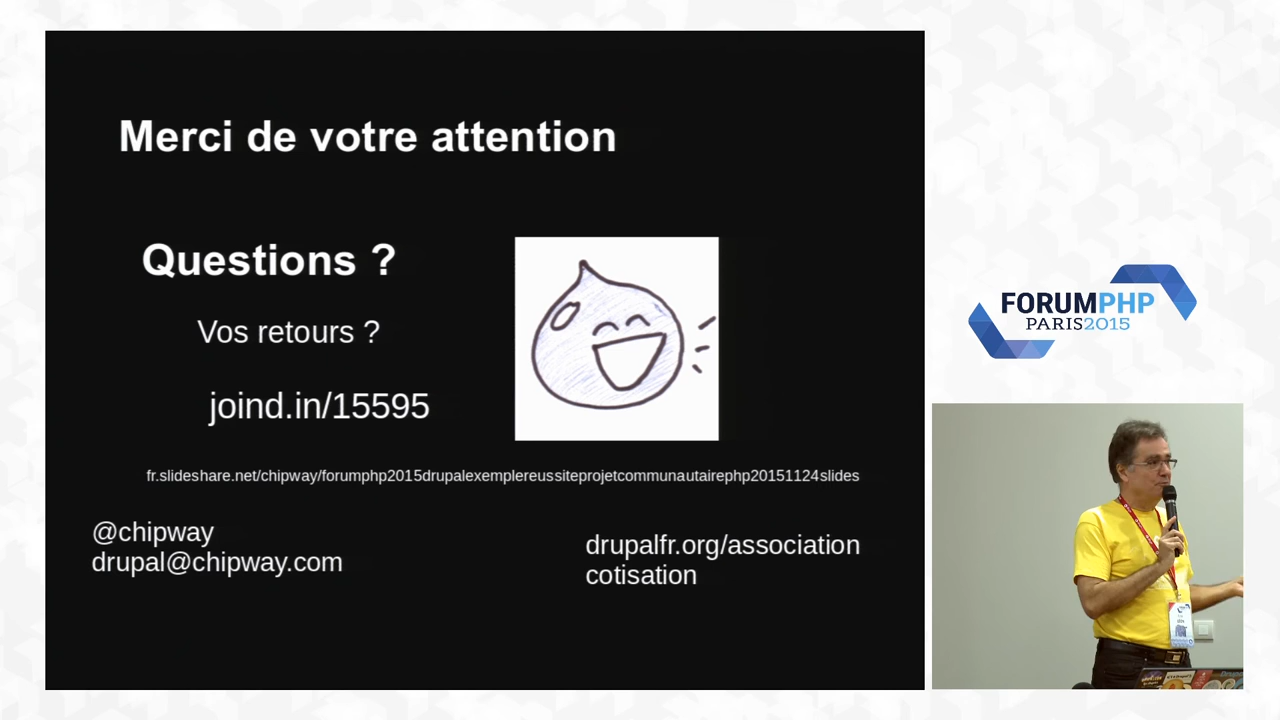 Merci de votre attention
Questions ?
Vos retours ?
joind.in/15595
fr.slideshare.net/chipway/forumphp2015drupalexemplereussiteprojetcommunautairephp20151124slides
@chipway
drupal@chipway.com
drupalfr.org/association
cotisation
FORUMPHP
PARIS2015